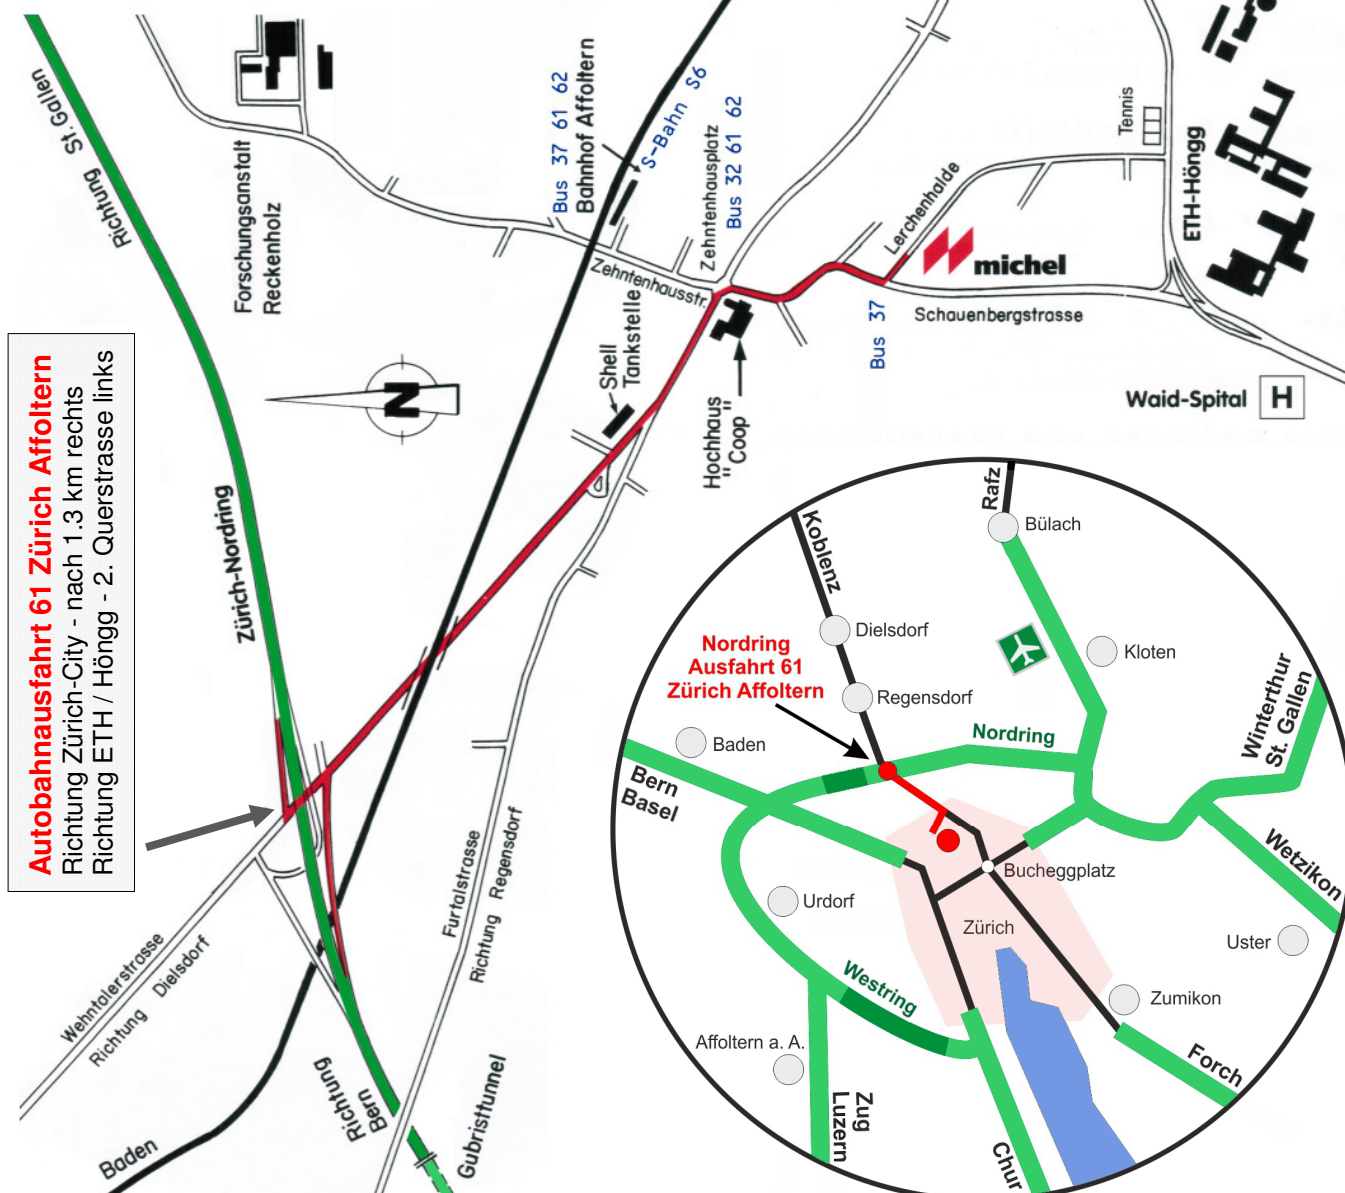 Autobahnausfahrt 61 Zürich Affoltern
Richtung Zürich-City - nach 1.3 km rechts
Richtung ETH / Höngg - 2. Querstrasse links
Richtung St. Gallen
Forschungsanstalt
Reckenholz
Bus 37 61 62
Bahnhof Affoltern
S-Bahn S6
Zehntenhausplatz
Bus 32 61 62
Zehntenhausstr.
Shell
Tankstelle
Hochhaus
"Coop"
Bus 37
Lerchenhalde
michel
Schauenbergstrasse
Tennis
ETH-Höngg
Waid-Spital
H
N
Zürich-Nordring
Wehntalerstrasse
Richtung Dielsdorf
Furtalstrasse
Richtung Regensdorf
Richtung
Bern
Gubristtunnel
Baden
Rafz
Bülach
Koblenz
Dielsdorf
Kloten
Nordring
Ausfahrt 61
Zürich Affoltern
Regensdorf
Winterthur
St. Gallen
Nordring
Baden
Bern
Basel
Wetzikon
Bucheggplatz
Urdorf
Zürich
Uster
Westring
Zumikon
Affoltern a. A.
Forch
Zug
Luzern
Chur